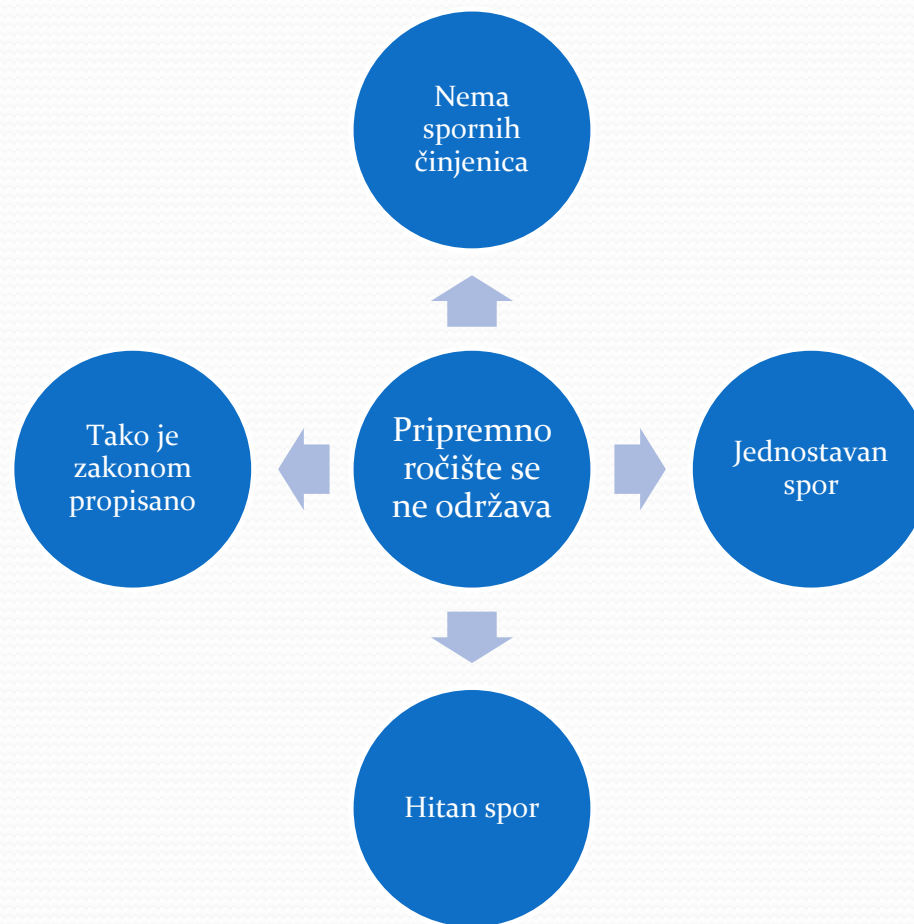 Nema
spornih
činjenica
Tako je
zakonom
propisano
Pripremno
ročište se
ne održava
Jednostavan
spor
Hitan spor